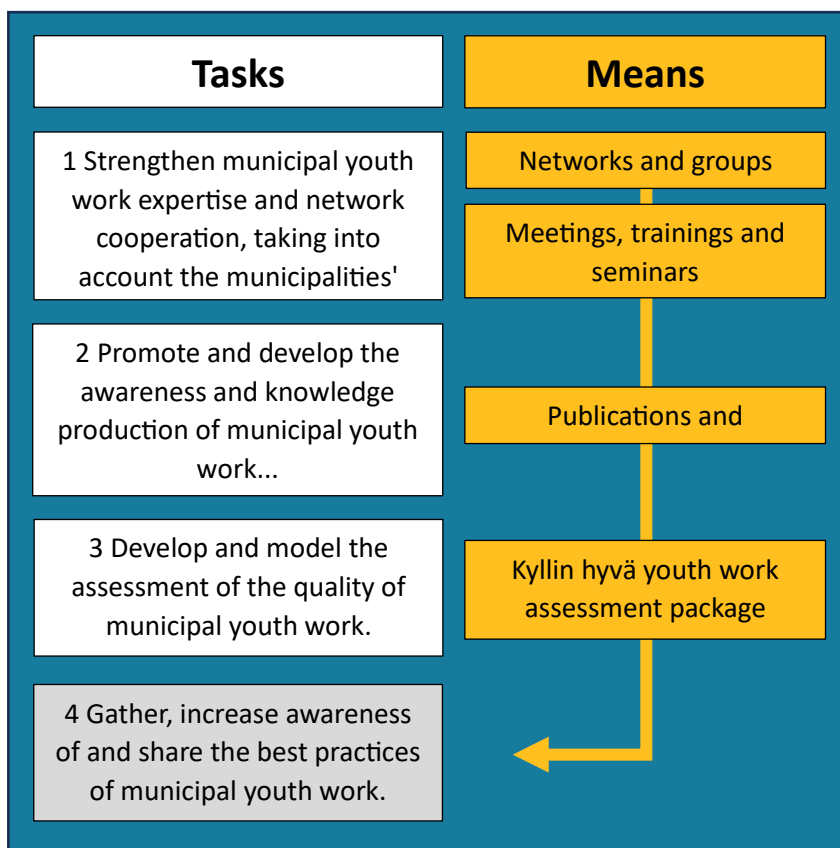 Tasks
1 Strengthen municipal youth
work expertise and network
cooperation, taking into
account the municipalities'
2 Promote and develop the
awareness and knowledge
production of municipal youth
work...
3 Develop and model the
assessment of the quality of
municipal youth work.
4 Gather, increase awareness
of and share the best practices
of municipal youth work.
Means
Networks and groups
Meetings, trainings and
seminars
Publications and
Kyllin hyvä youth work
assessment package